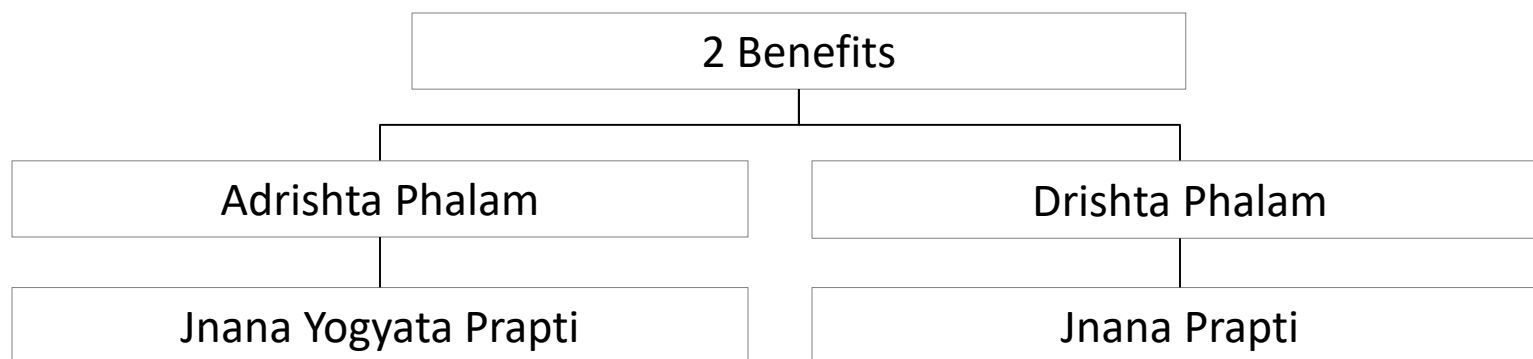 2 Benefits
Adrishta Phalam
Drishta Phalam
Jnana Yogyata Prapti
Jnana Prapti